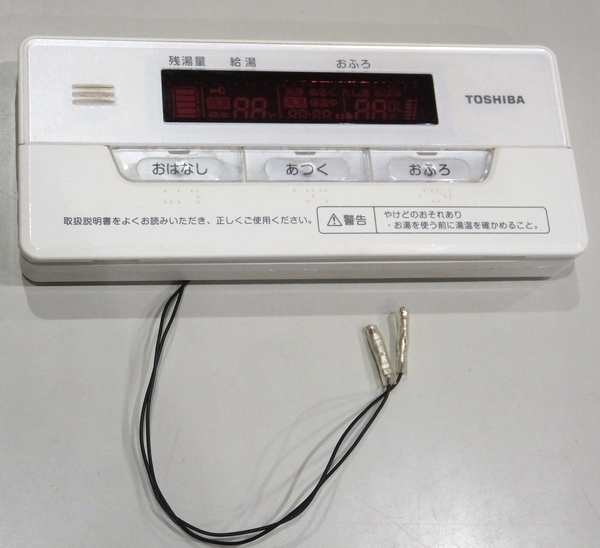 残湯量 給湯 おふろ
TOSHIBA
おはなし あつく おふろ
取扱説明書をよくお読みいただき、正しくご使用ください。
警告
やけどのおそれあり
・お湯を使う前に湯温を確かめること。